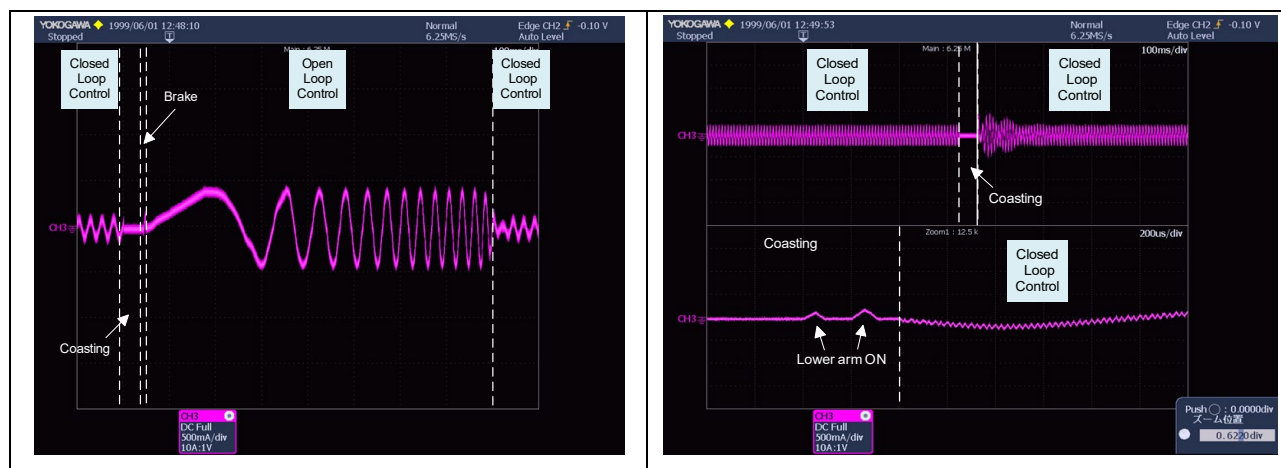 YOKOGAWA 1999/06/01 12:48:10 Normal Edge CH2 -0.10 V
Stopped 6.25MS/s Auto Level
Main : 6.25 M 100ms/div
Closed
Loop
Control
Brake
Open
Loop
Control
Closed
Loop
Control
CH3
Coasting
CH3
DC Full
500mA/div
10A:1V
YOKOGAWA 1999/06/01 12:49:53 Normal Edge CH2 -0.10 V
Stopped 6.25MS/s Auto Level
Main : 6.25 M 100ms/div
Closed
Loop
Control
Closed
Loop
Control
CH3
Coasting
Zoom1 : 12.5 k 200us/div
Coasting
Closed
Loop
Control
CH3
Lower arm ON
CH3
DC Full
500mA/div
10A:1V
Push : 0.0000div
ズーム位置
0.6220div